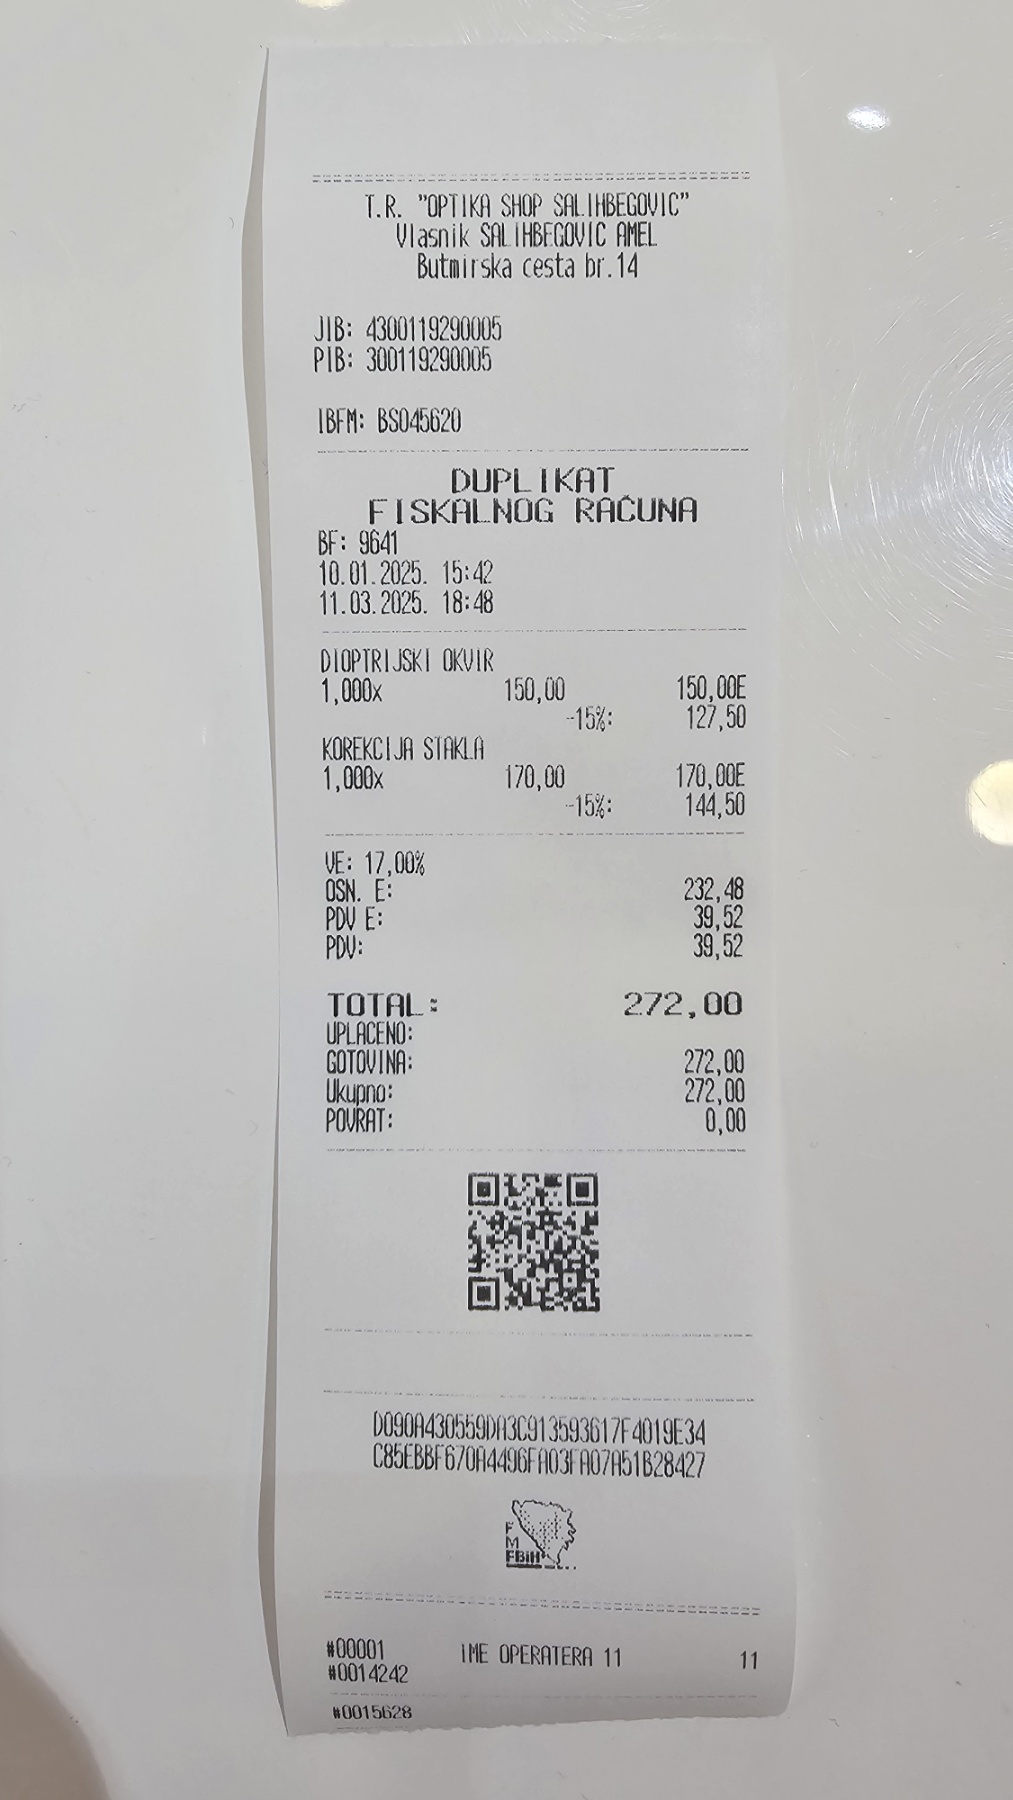 T.R. "OPTIKA SHOP SALIHBEGOVIC"
Vlasnik SALIHBEGOVIC AMEL
Butmirska cesta br.14
JIB: 4300119290005
PIB: 300119290005
IBFM: BS045620
DUPLIKAT
FISKALNOG RAČUNA
BF: 9641
10.01.2025. 15:42
11.03.2025. 18:48
DIOPTRIJSKI OKVIR
1,000x 150,00 150,00E
-15%: 127,50
KOREKCIJA STAKLA
1,000x 170,00 170,00E
-15%: 144,50
VE: 17,00%
OSN. E: 232,48
PDV E: 39,52
PDV: 39,52
TOTAL: 272,00
UPLAĆENO:
GOTOVINA: 272,00
Ukupno: 272,00
POVRAT: 0,00
D090A430559DA3C913593617F4019E34
C85EBBF670A4496FA03FA07A51B28427
F
M
FBiH
#00001 IME OPERATERA 11 11
#0014242
#0015628